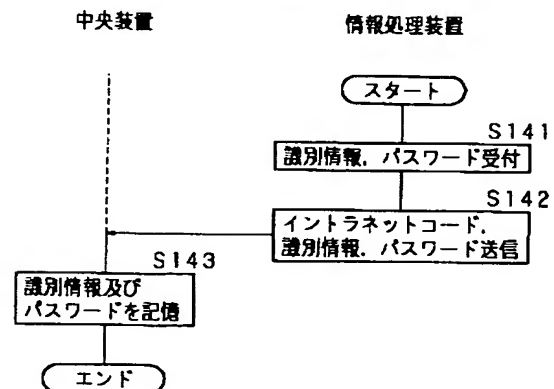 中央装置
情報処理装置
スタート
S141
識別情報，パスワード受付
S142
イントラネットコード，
識別情報，パスワード送信
S143
識別情報及び
パスワードを記憶
エンド